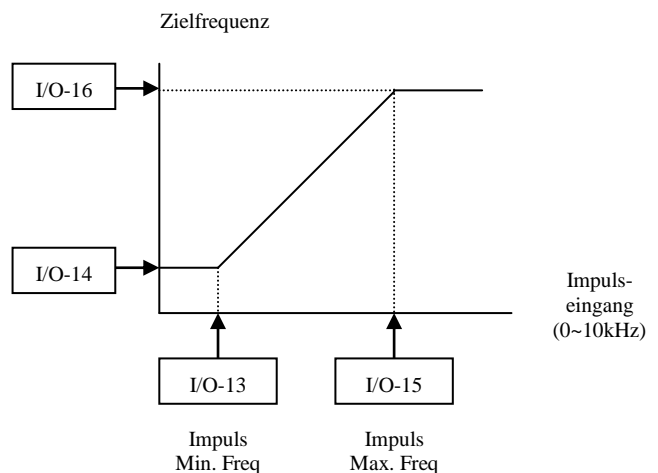 Zielfrequenz
I/O-16
I/O-14
Impuls-
eingang
(0~10kHz)
I/O-13
I/O-15
Impuls
Min. Freq
Impuls
Max. Freq